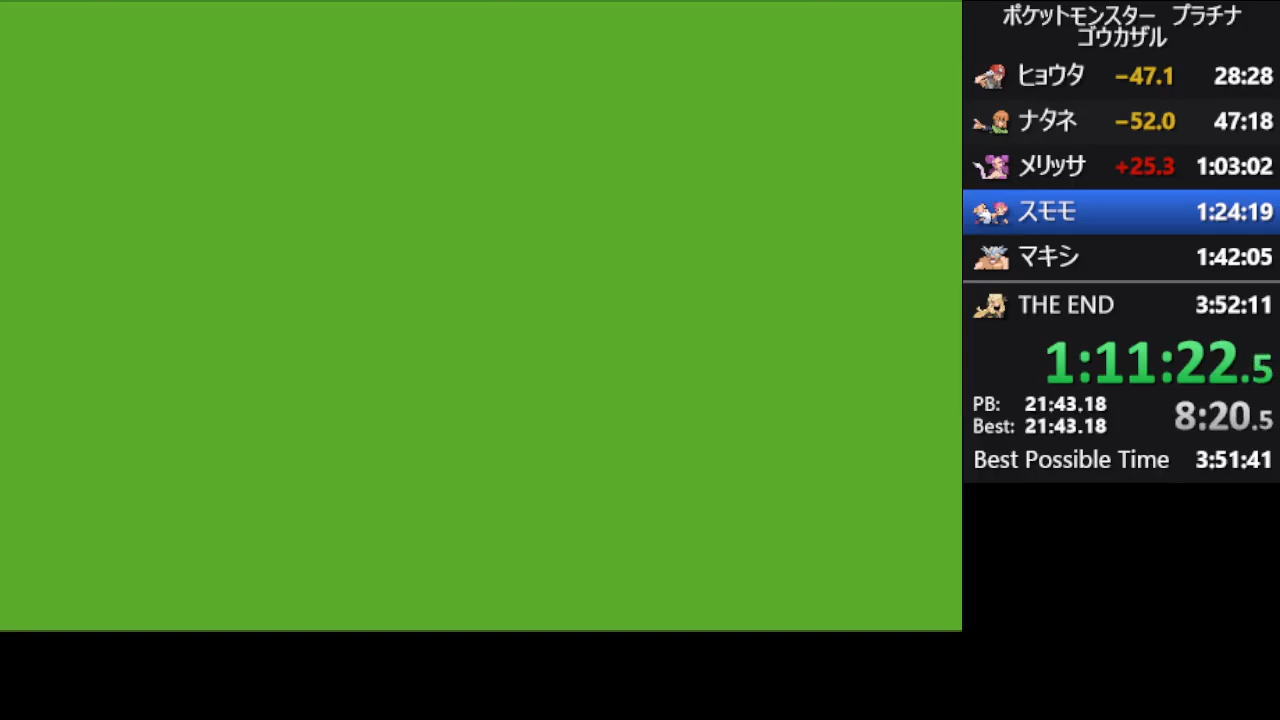 ポケットモンスター　プラチナ
ゴウカザル
ヒョウタ −47.1 28:28
ナタネ −52.0 47:18
メリッサ +25.3 1:03:02
スモモ 1:24:19
マキシ 1:42:05
THE END 3:52:11
1:11:22.5
PB: 21:43.18
8:20.5
Best: 21:43.18
Best Possible Time 3:51:41